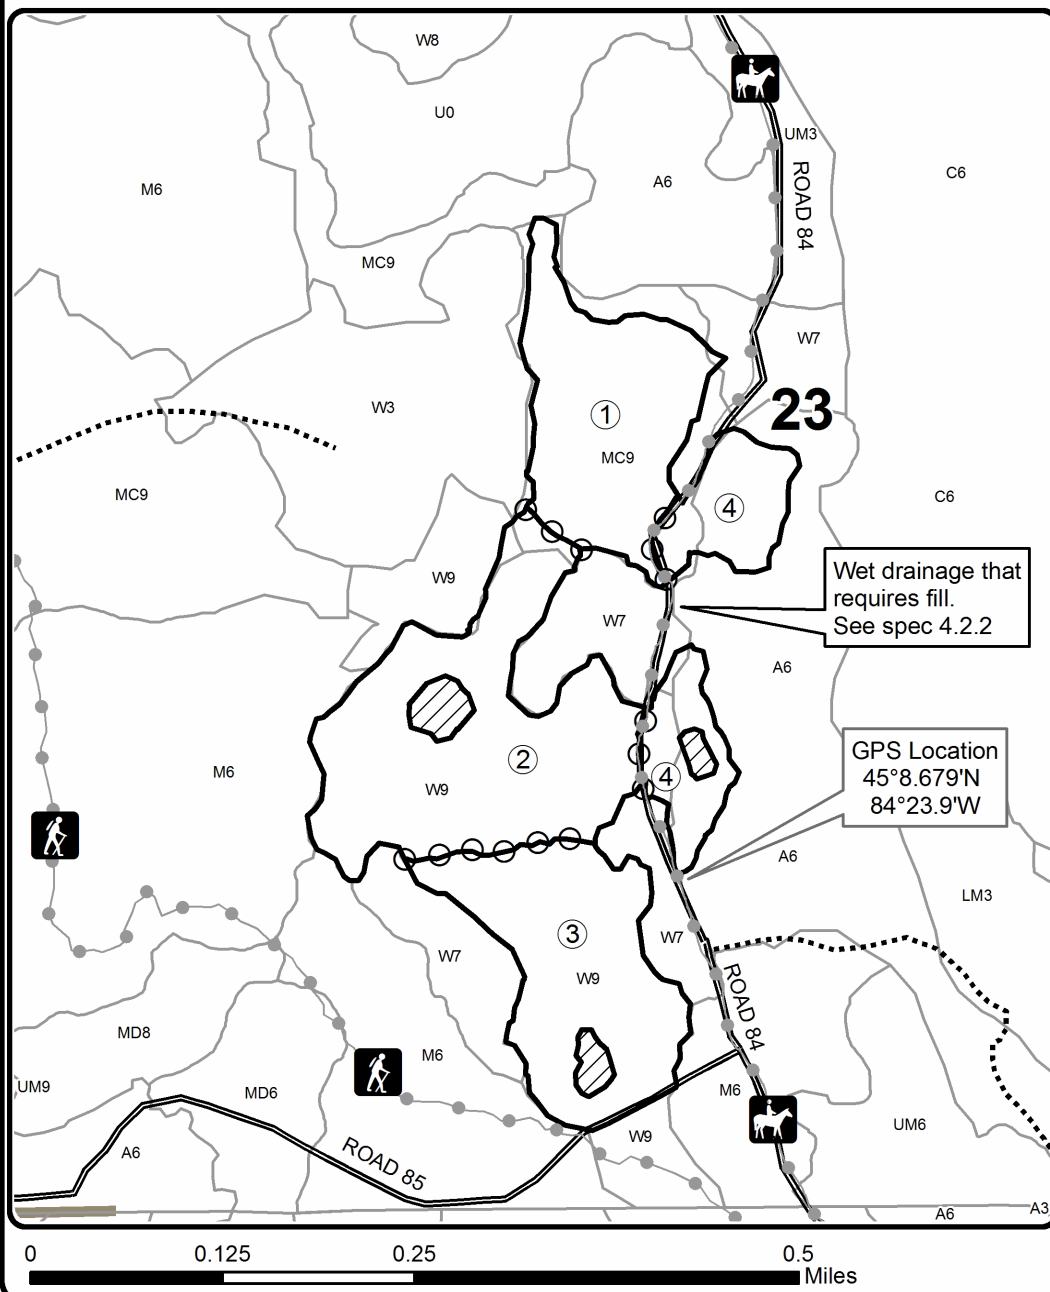 W8
U0
UM3
M6
A6
C6
ROAD 84
MC9
W7
W3
23
1
MC9
MC9
4
C6
W9
W7
Wet drainage that
requires fill.
See spec 4.2.2
A6
GPS Location
45°8.679'N
84°23.9'W
M6
2
W9
4
A6
LM3
3
W7
W7
W9
ROAD 84
MD8
M6
UM9
MD6
M6
UM6
A6
W9
ROAD 85
A6
A3
0
0.125
0.25
0.5
Miles